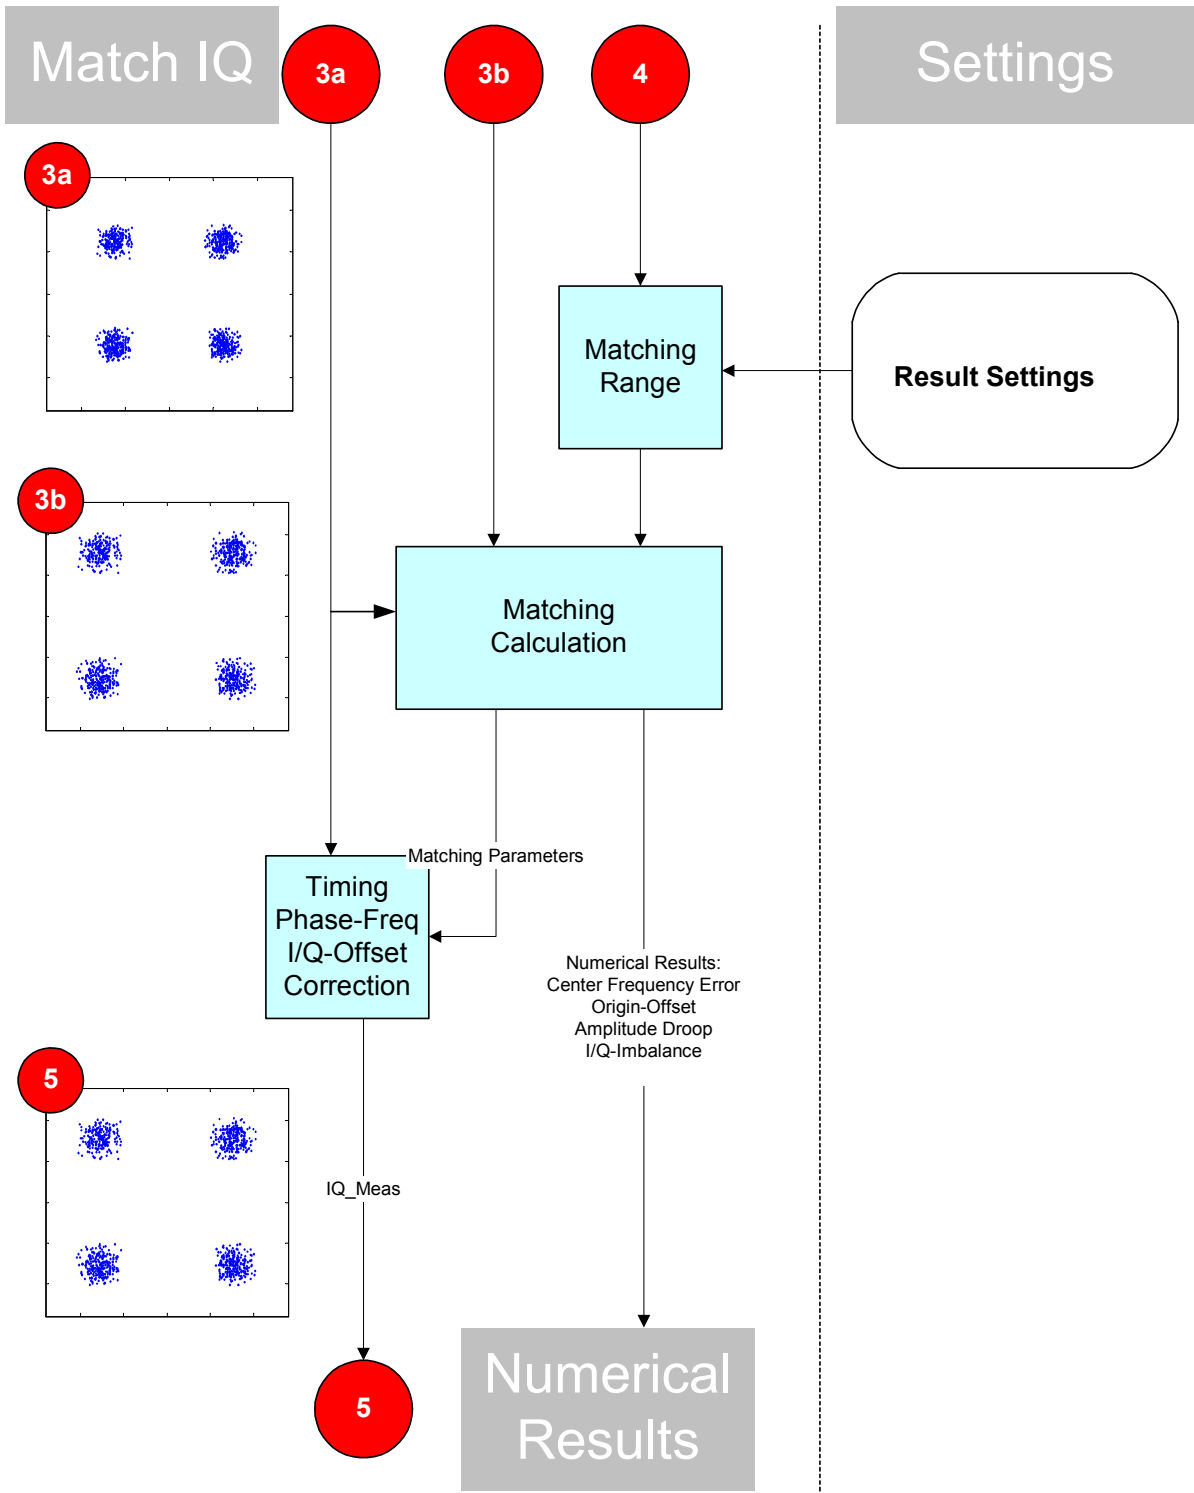 Match IQ
3a
3b
4
Settings
3a
Matching
Range
Result Settings
3b
Matching
Calculation
Matching Parameters
Timing
Phase-Freq
I/Q-Offset
Correction
Numerical Results:
Center Frequency Error
Origin-Offset
Amplitude Droop
I/Q-Imbalance
5
IQ_Meas
Numerical
Results
5